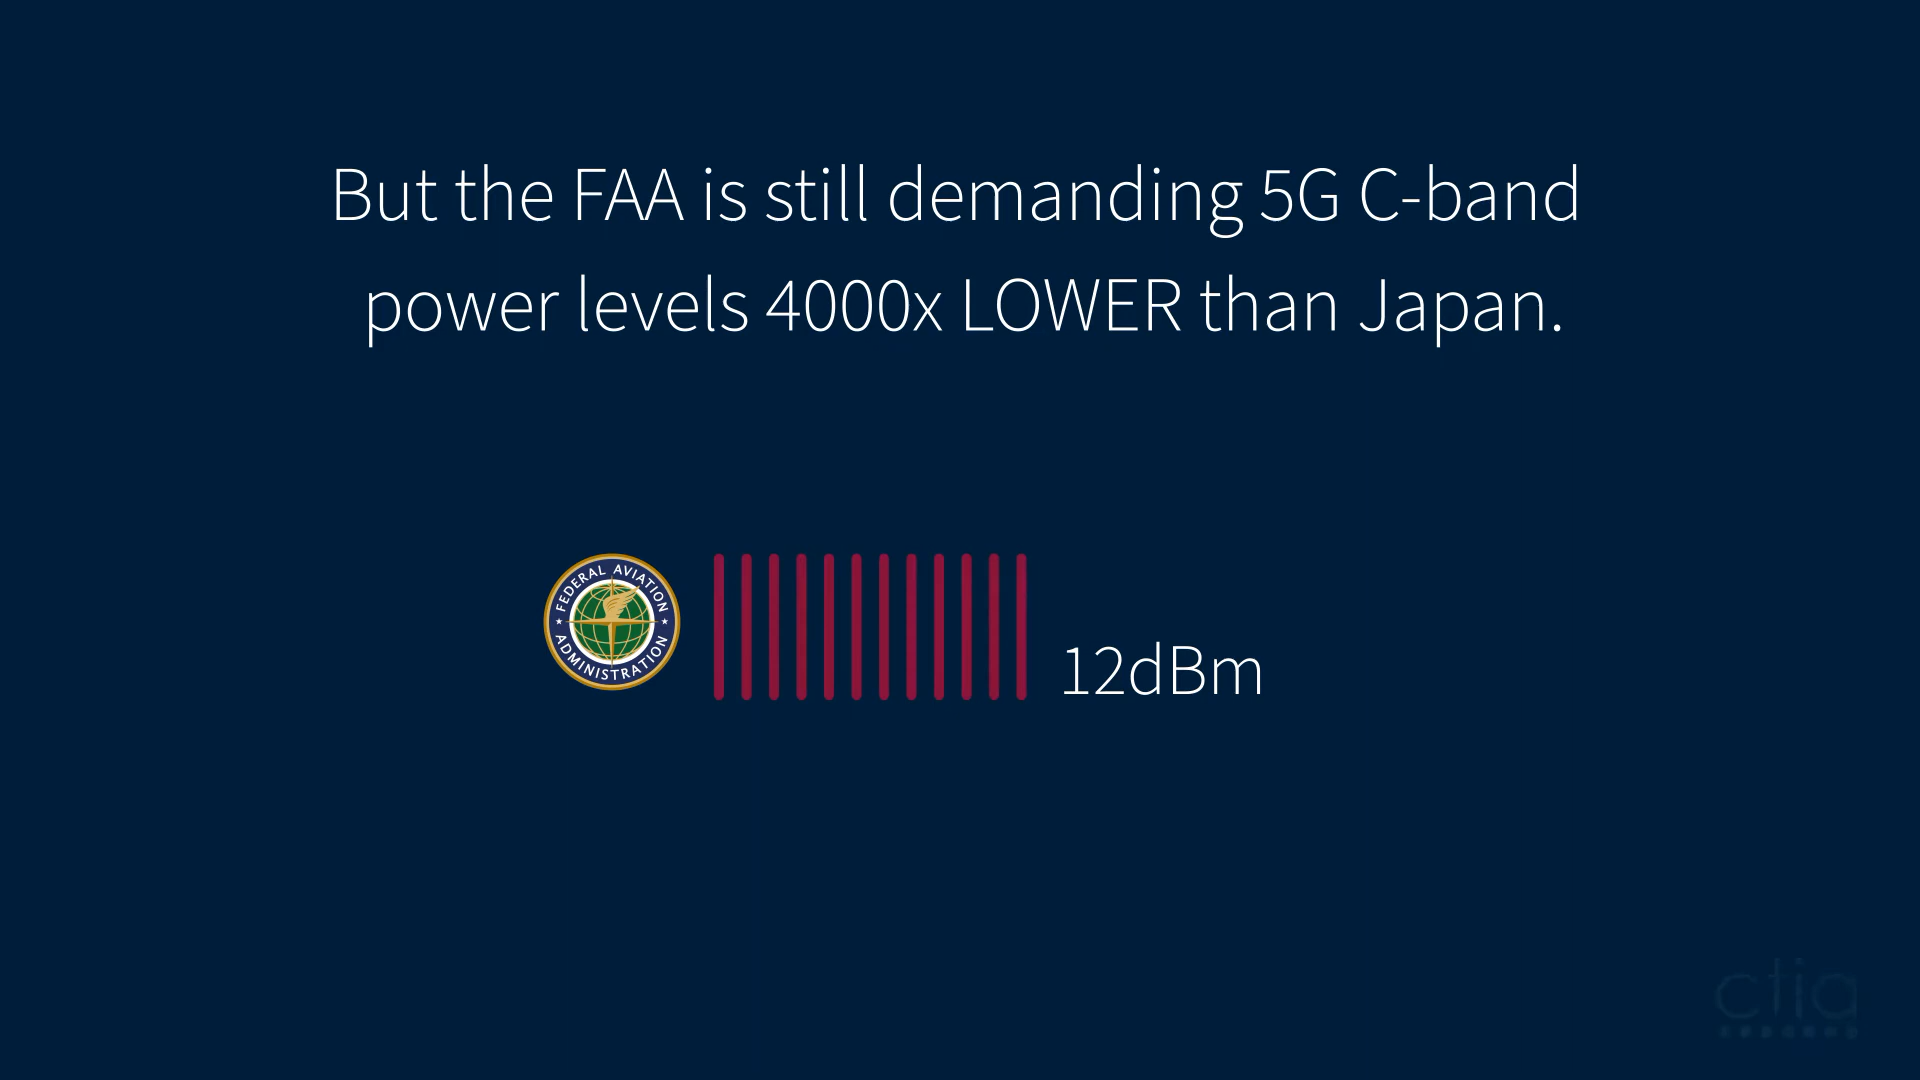 But the FAA is still demanding 5G C-band
power levels 4000x LOWER than Japan.
FEDERAL AVIATION
ADMINISTRATION
12dBm
ctia